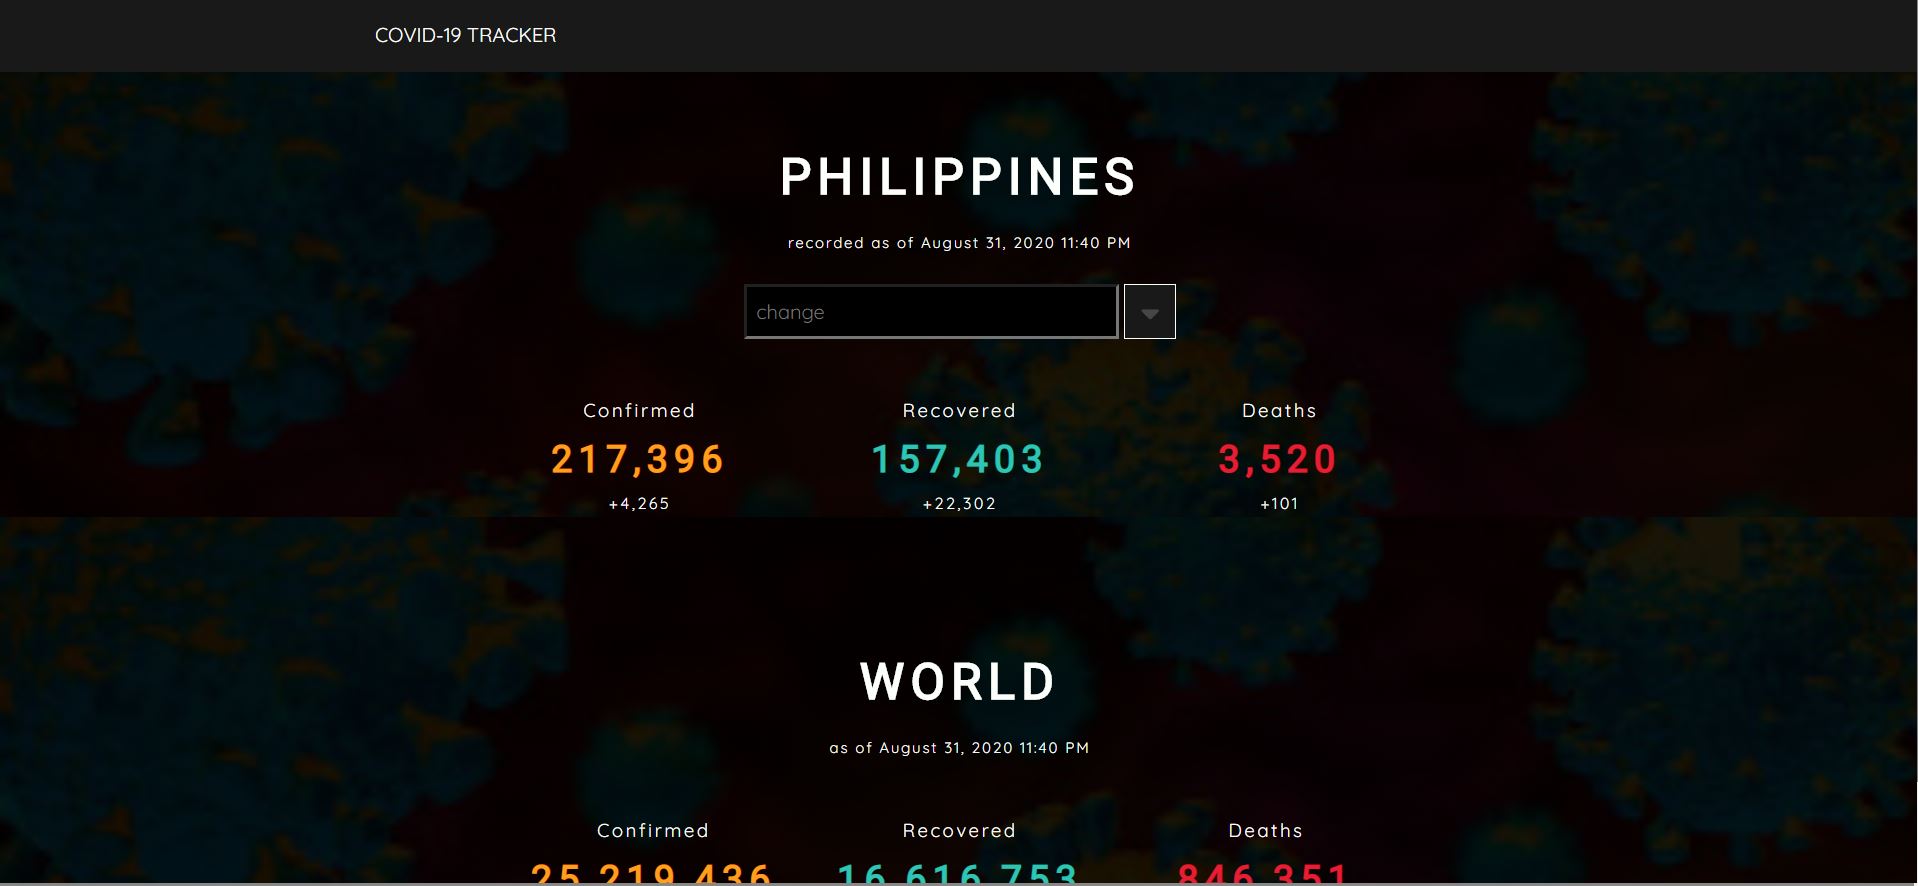 COVID-19 TRACKER
PHILIPPINES
recorded as of August 31, 2020 11:40 PM
change
Confirmed Recovered Deaths
217,396 157,403 3,520
+4,265 +22,302 +101
WORLD
as of August 31, 2020 11:40 PM
Confirmed Recovered Deaths
25,219,436 16,616,753 846,351